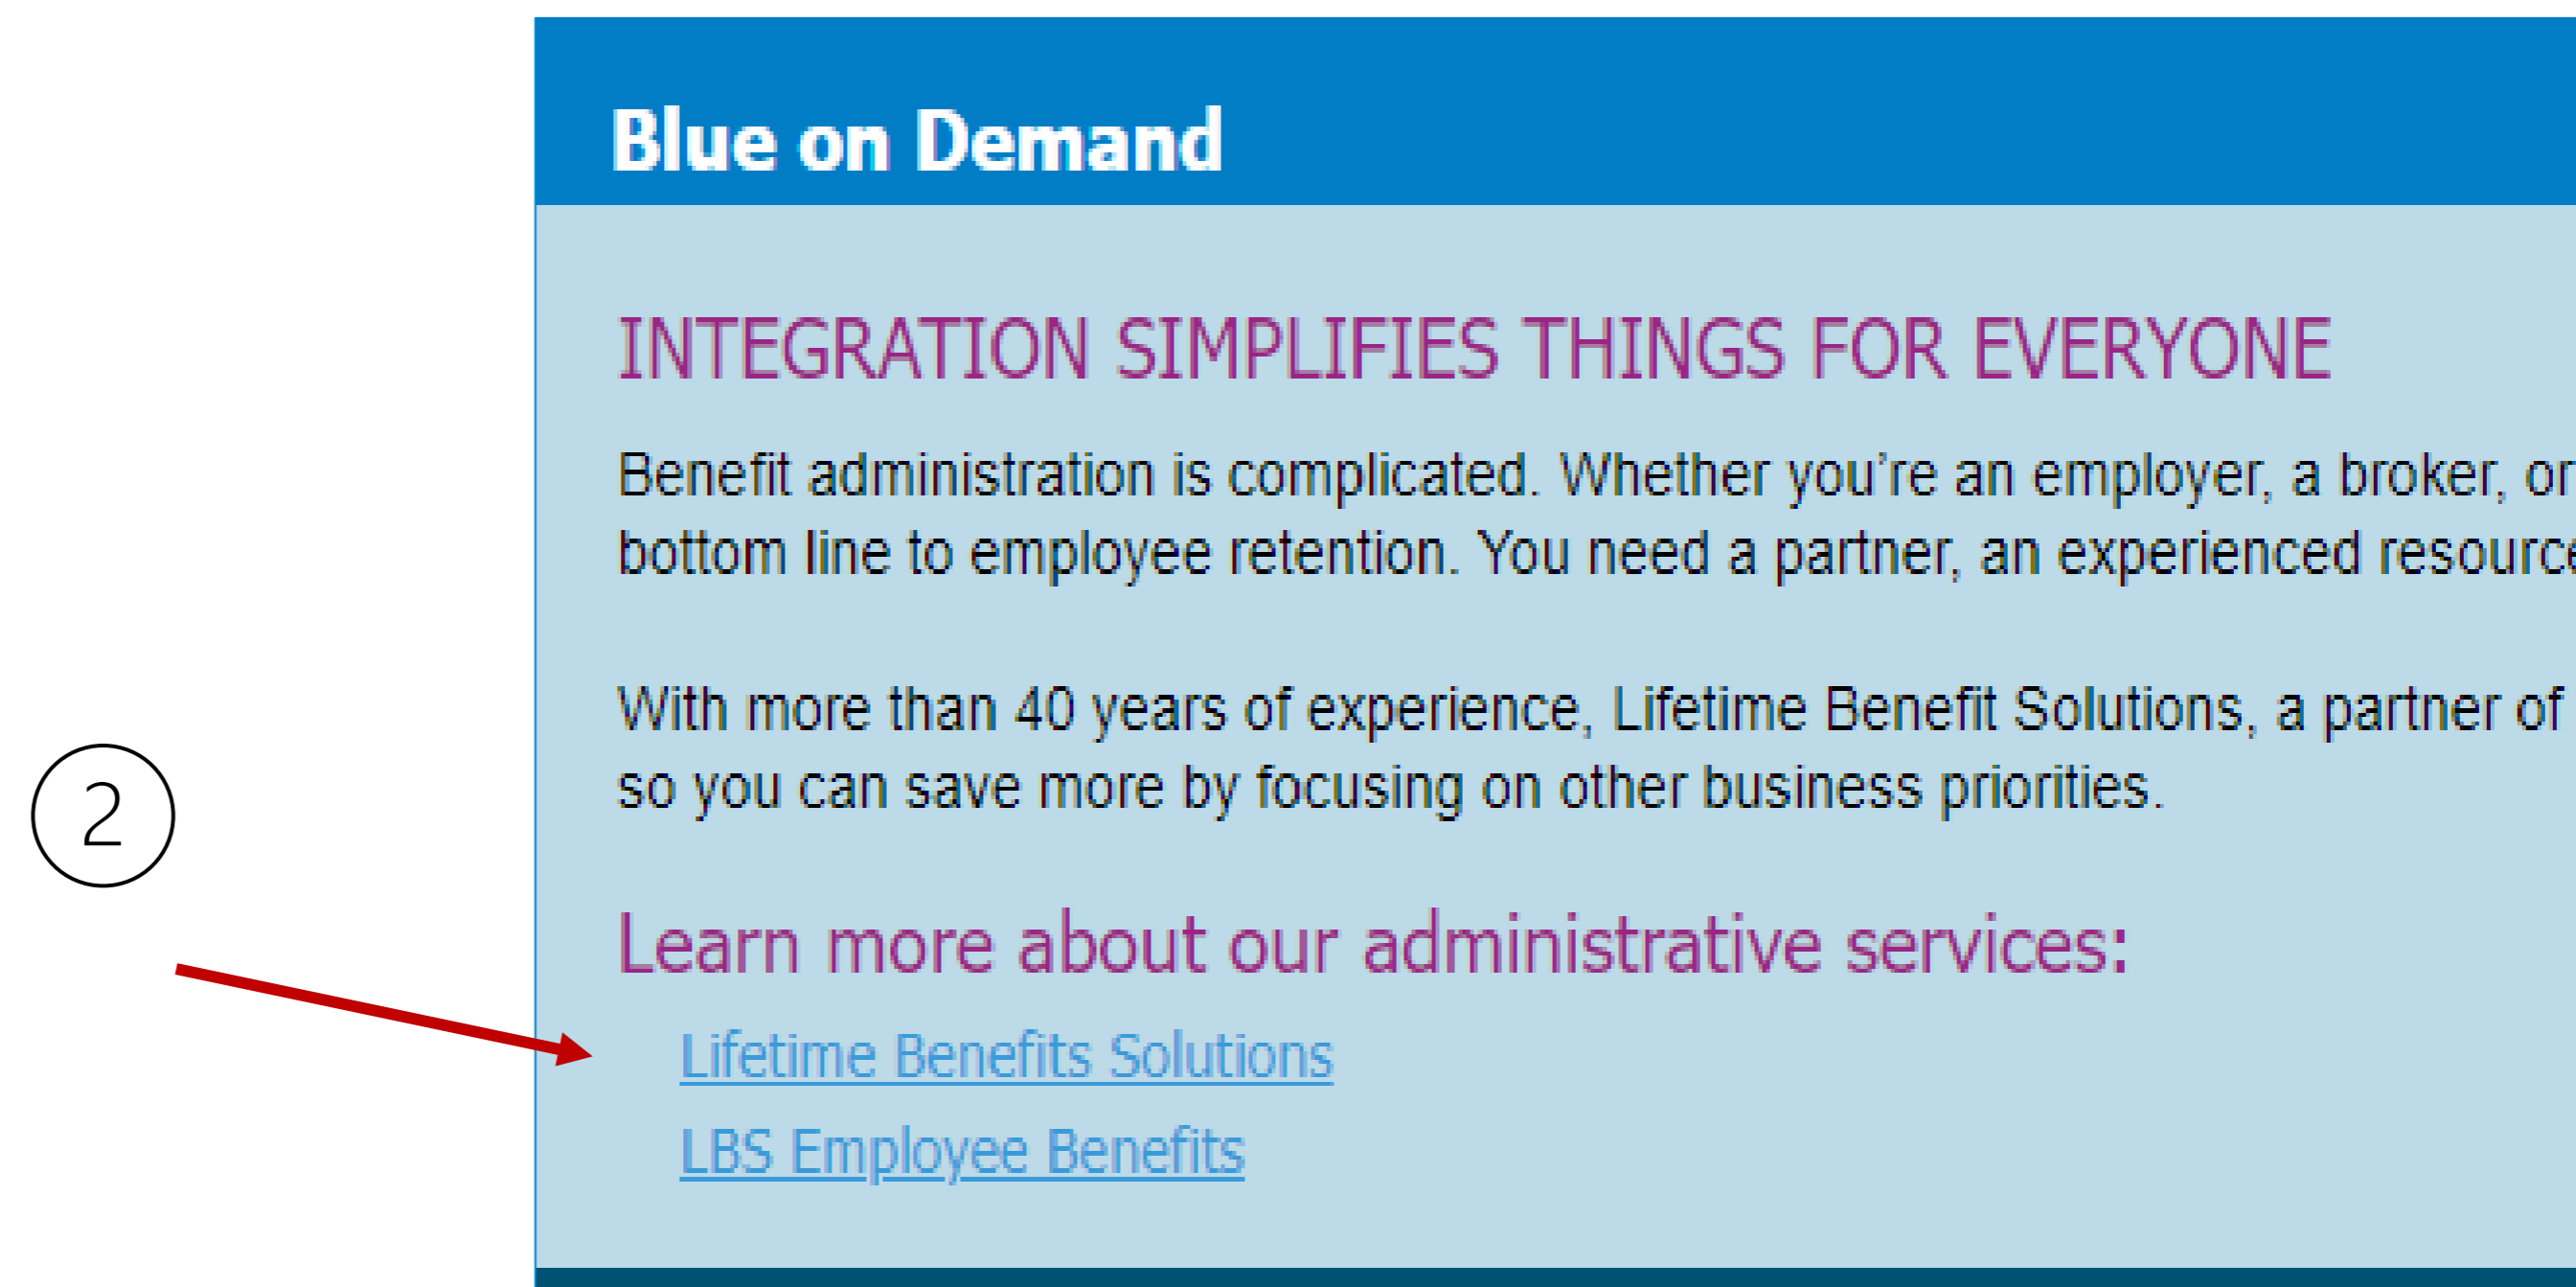 Blue on Demand
INTEGRATION SIMPLIFIES THINGS FOR EVERYONE
Benefit administration is complicated. Whether you’re an employer, a broker, or
bottom line to employee retention. You need a partner, an experienced resource
With more than 40 years of experience, Lifetime Benefit Solutions, a partner of
so you can save more by focusing on other business priorities.
2
Learn more about our administrative services:
Lifetime Benefits Solutions
LBS Employee Benefits